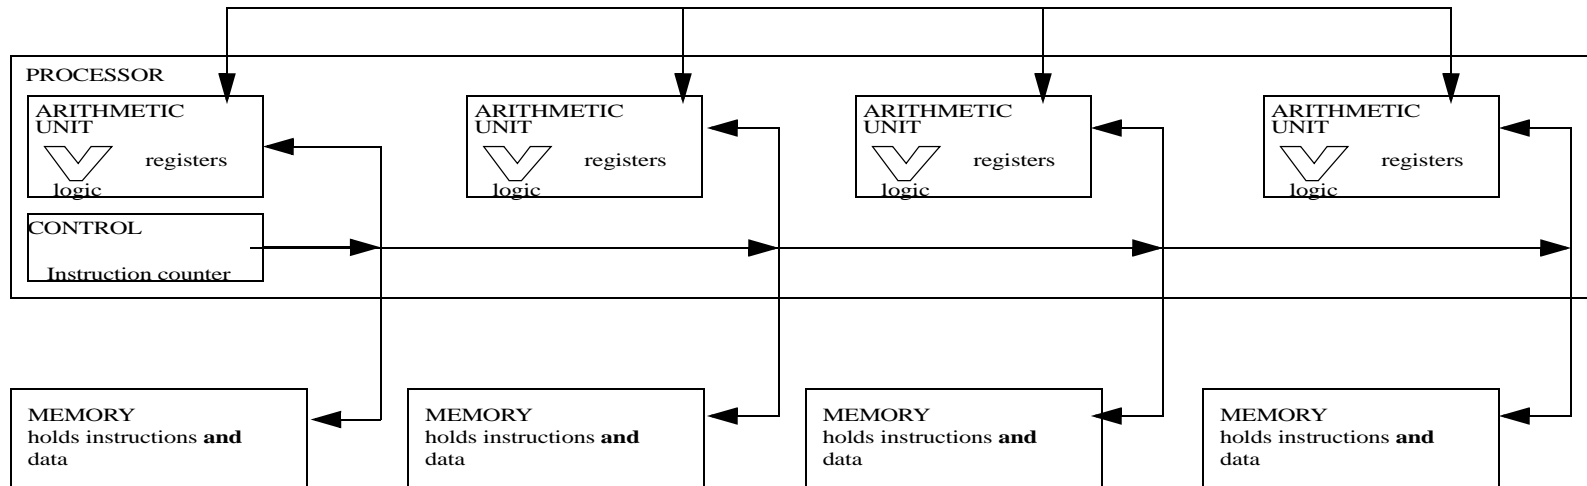 PROCESSOR
ARITHMETIC
UNIT
registers
logic
ARITHMETIC
UNIT
registers
logic
ARITHMETIC
UNIT
registers
logic
ARITHMETIC
UNIT
registers
logic
CONTROL
Instruction counter
MEMORY
holds instructions and
data
MEMORY
holds instructions and
data
MEMORY
holds instructions and
data
MEMORY
holds instructions and
data